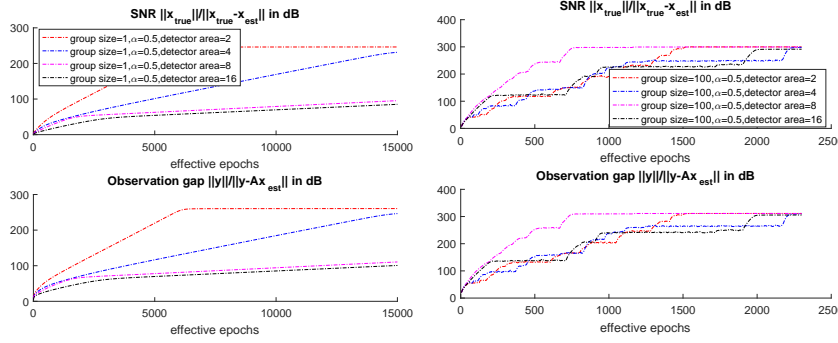 SNR ||x_true||/||x_true-x_est|| in dB
300
200
100
0
group size=1,α=0.5,detector area=2
group size=1,α=0.5,detector area=4
group size=1,α=0.5,detector area=8
group size=1,α=0.5,detector area=16
0 5000 10000 15000
effective epochs
SNR ||x_true||/||x_true-x_est|| in dB
400
300
200
100
0
group size=100,α=0.5,detector area=2
group size=100,α=0.5,detector area=4
group size=100,α=0.5,detector area=8
group size=100,α=0.5,detector area=16
0 500 1000 1500 2000 250
effective epochs
Observation gap ||y||/||y-Ax_est|| in dB
300
200
100
0
0 5000 10000 15000
effective epochs
Observation gap ||y||/||y-Ax_est|| in dB
400
300
200
100
0
0 500 1000 1500 2000 250
effective epochs